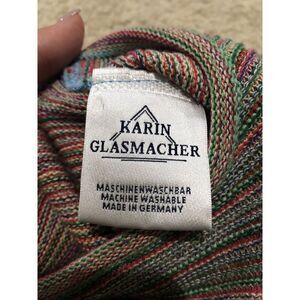 KARIN
GLASMACHER
MASCHINENWASCHBAR
MACHINE WASHABLE
MADE IN GERMANY